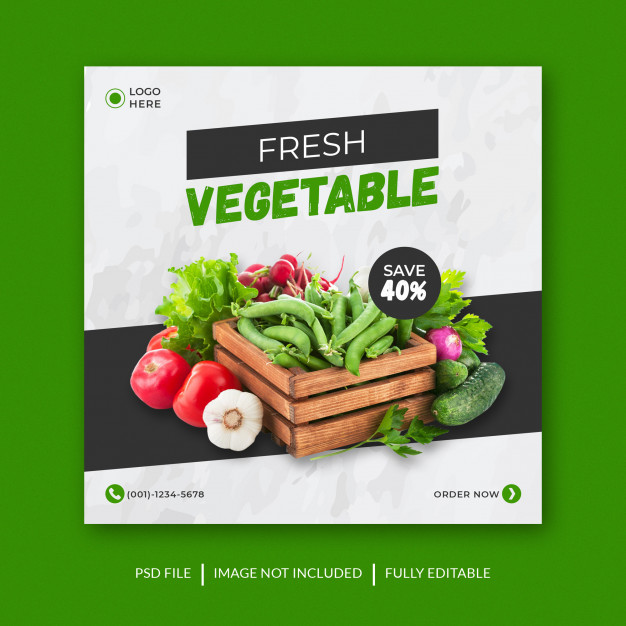 LOGO
HERE
FRESH
VEGETABLE
SAVE
40%
(001)-1234-5678
ORDER NOW
PSD FILE | IMAGE NOT INCLUDED | FULLY EDITABLE